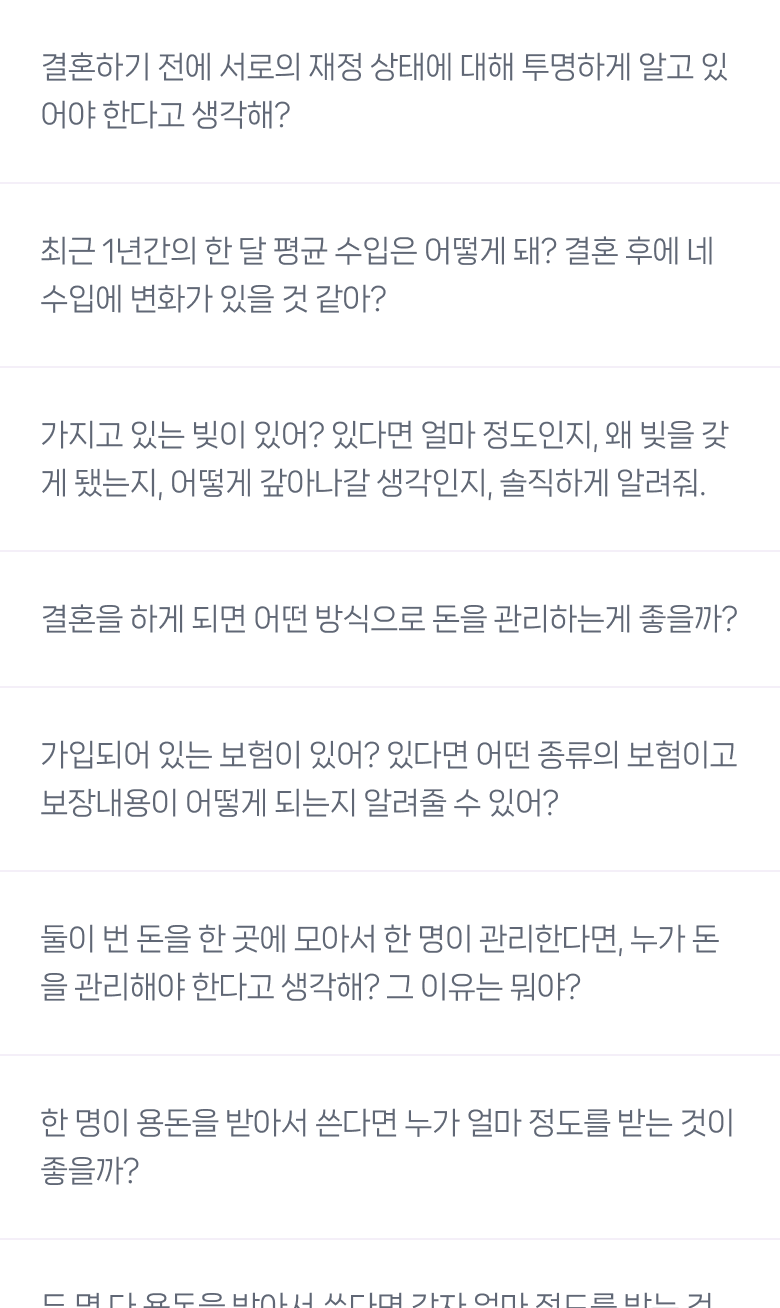 결혼하기 전에 서로의 재정 상태에 대해 투명하게 알고 있
어야 한다고 생각해?
최근 1년간의 한 달 평균 수입은 어떻게 돼? 결혼 후에 네
수입에 변화가 있을 것 같아?
가지고 있는 빚이 있어? 있다면 얼마 정도인지, 왜 빚을 갖
게 됐는지, 어떻게 갚아나갈 생각인지, 솔직하게 알려줘.
결혼을 하게 되면 어떤 방식으로 돈을 관리하는게 좋을까?
가입되어 있는 보험이 있어? 있다면 어떤 종류의 보험이고
보장내용이 어떻게 되는지 알려줄 수 있어?
둘이 번 돈을 한 곳에 모아서 한 명이 관리한다면, 누가 돈
을 관리해야 한다고 생각해? 그 이유는 뭐야?
한 명이 용돈을 받아서 쓴다면 누가 얼마 정도를 받는 것이
좋을까?